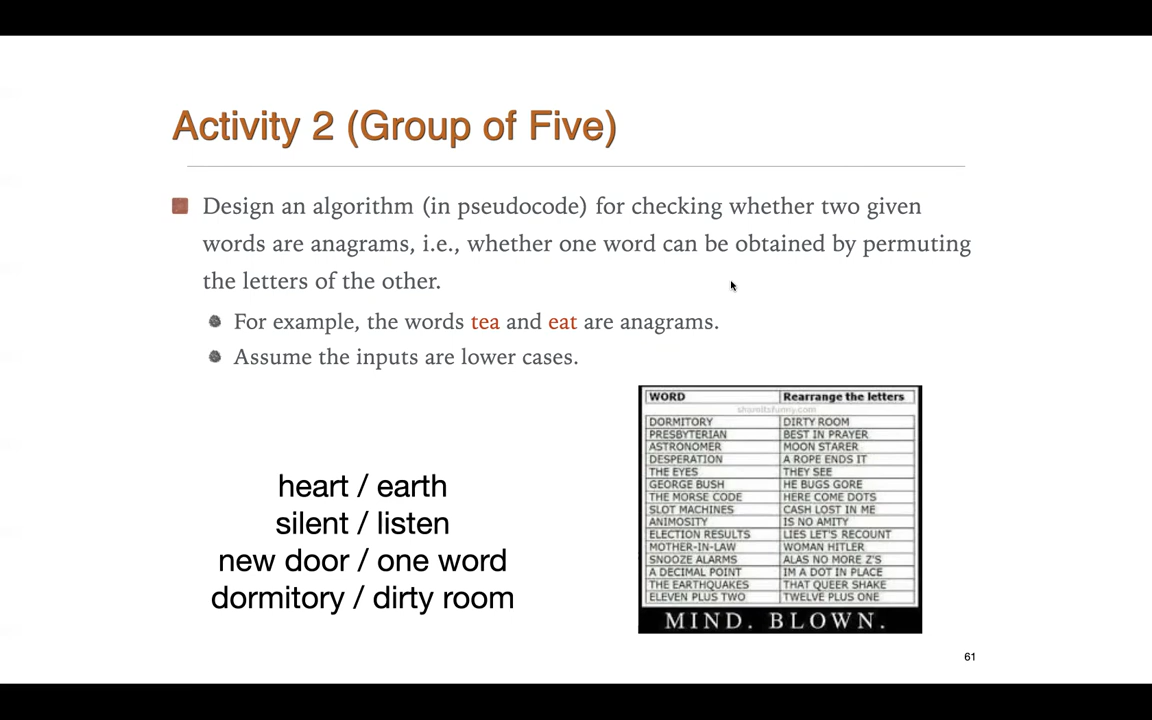 Activity 2 (Group of Five)
Design an algorithm (in pseudocode) for checking whether two given
words are anagrams, i.e., whether one word can be obtained by permuting
the letters of the other.
For example, the words tea and eat are anagrams.
Assume the inputs are lower cases.
heart / earth
silent / listen
new door / one word
dormitory / dirty room
WORD Rearrange the letters
DORMITORY DIRTY ROOM
PRESBYTERIAN BEST IN PRAYER
ASTRONOMER MOON STARER
DESPERATION A ROPE ENDS IT
THE EYES THEY SEE
GEORGE BUSH HE BUGS GORE
THE MORSE CODE HERE COME DOTS
SLOT MACHINES CASH LOST IN ME
ANIMOSITY IS NO AMITY
ELECTION RESULTS LIES LET'S RECOUNT
MOTHER-IN-LAW WOMAN HITLER
SNOOZE ALARMS ALAS NO MORE Z'S
A DECIMAL POINT IM A DOT IN PLACE
THE EARTHQUAKES THAT QUEER SHAKE
ELEVEN PLUS TWO TWELVE PLUS ONE
MIND. BLOWN.
61